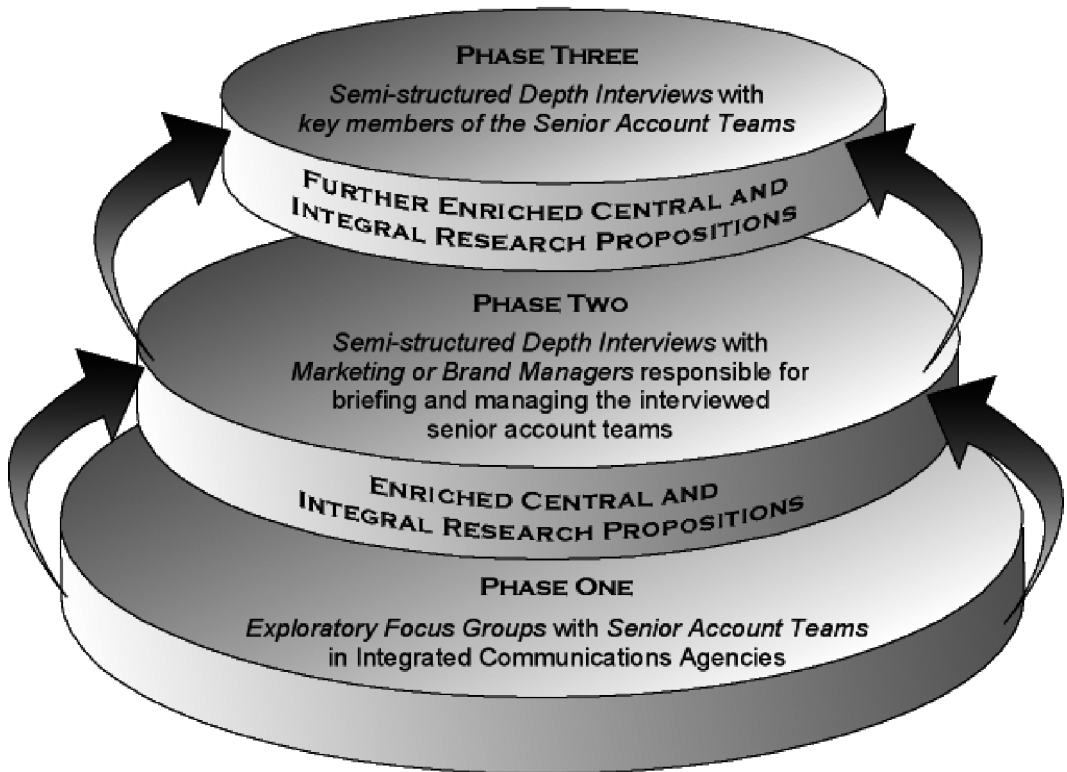 PHASE THREE
Semi-structured Depth Interviews with
key members of the Senior Account Teams
FURTHER ENRICHED CENTRAL AND
INTEGRAL RESEARCH PROPOSITIONS
PHASE TWO
Semi-structured Depth Interviews with
Marketing or Brand Managers responsible for
briefing and managing the interviewed
senior account teams
ENRICHED CENTRAL AND
INTEGRAL RESEARCH PROPOSITIONS
PHASE ONE
Exploratory Focus Groups with Senior Account Teams
in Integrated Communications Agencies